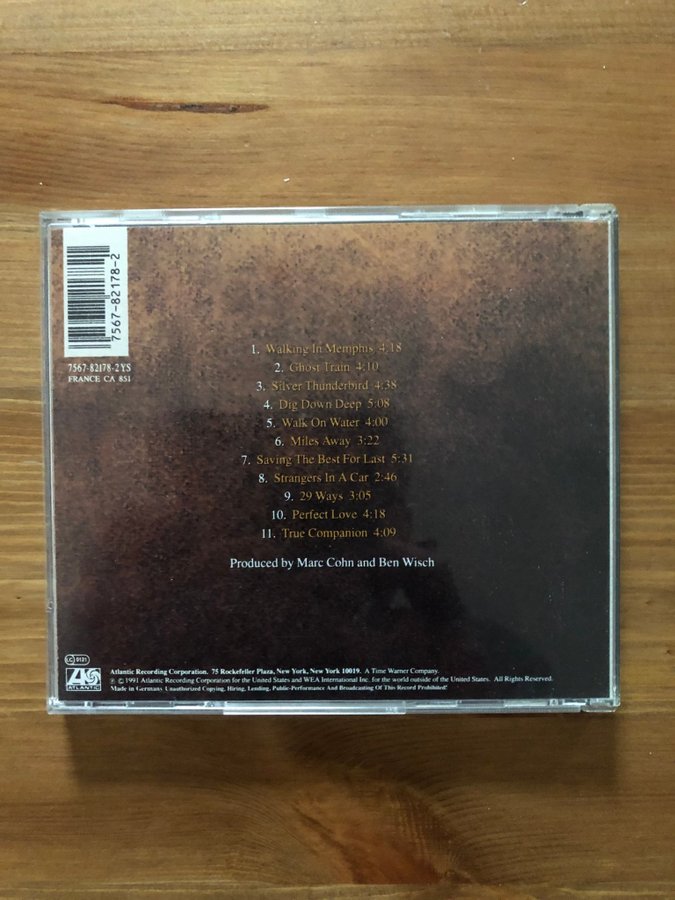 7567-82178-2
7567-82178-2 YS
FRANCE CA 851
1. Walking In Memphis 4:18
2. Ghost Train 4:10
3. Silver Thunderbird 4:38
4. Dig Down Deep 5:08
5. Walk On Water 4:00
6. Miles Away 3:22
7. Saving The Best For Last 5:31
8. Strangers In A Car 2:46
9. 29 Ways 3:05
10. Perfect Love 4:18
11. True Companion 4:09
Produced by Marc Cohn and Ben Wisch
LC 9131
ATLANTIC
Atlantic Recording Corporation. 75 Rockefeller Plaza, New York, New York 10019. A Time Warner Company.
℗ © 1991 Atlantic Recording Corporation for the United States and WEA International Inc. for the world outside of the United States. All Rights Reserved.
Made in Germany. Unauthorized Copying, Hiring, Lending, Public-Performance And Broadcasting Of This Record Prohibited!